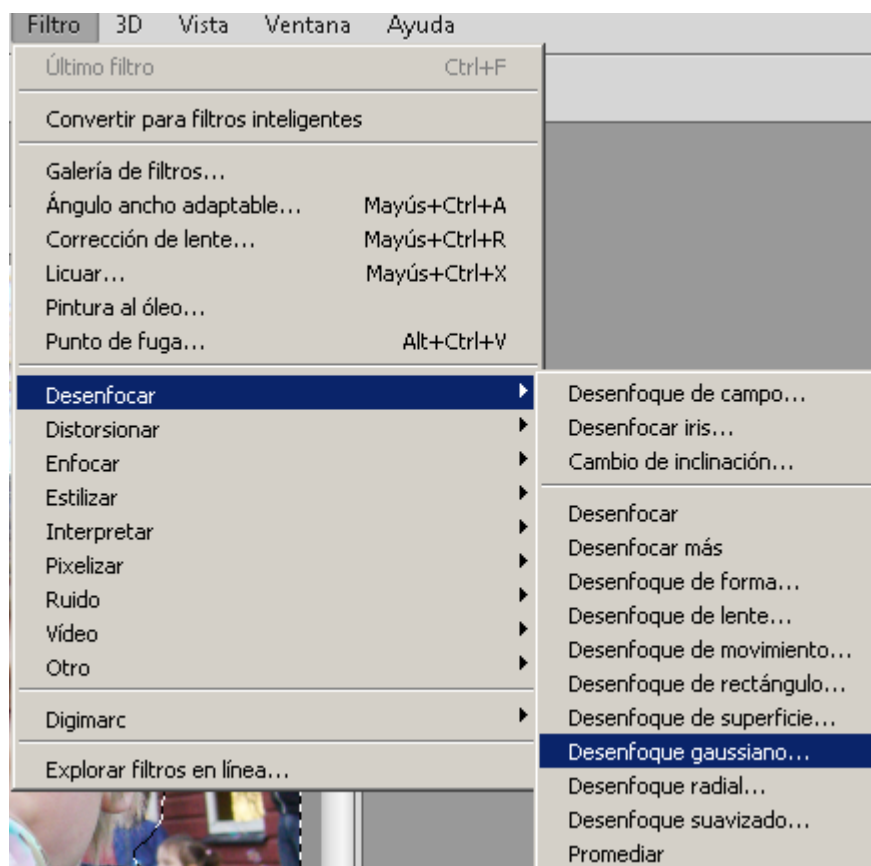 Filtro 3D Vista Ventana Ayuda
Último filtro Ctrl+F
Convertir para filtros inteligentes
Galería de filtros...
Ángulo ancho adaptable... Mayús+Ctrl+A
Corrección de lente... Mayús+Ctrl+R
Licuar... Mayús+Ctrl+X
Pintura al óleo...
Punto de fuga... Alt+Ctrl+V
Desenfocar
Distorsionar
Enfocar
Estilizar
Interpretar
Pixelizar
Ruido
Vídeo
Otro
Digimarc
Explorar filtros en línea...
Desenfoque de campo...
Desenfocar iris...
Cambio de inclinación...
Desenfocar
Desenfocar más
Desenfoque de forma...
Desenfoque de lente...
Desenfoque de movimiento...
Desenfoque de rectángulo...
Desenfoque de superficie...
Desenfoque gaussiano...
Desenfoque radial...
Desenfoque suavizado...
Promediar